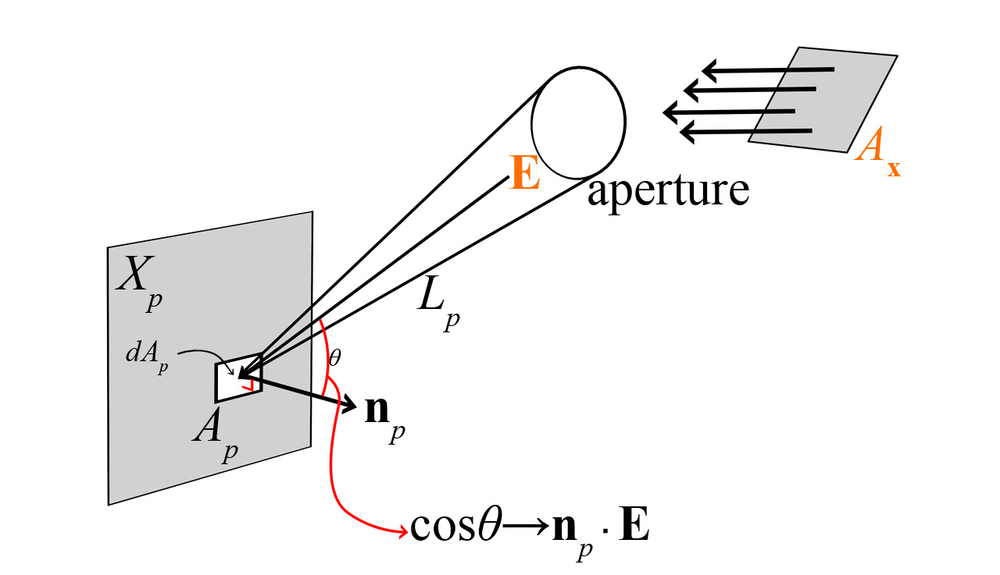 A_x
E
aperture
X_p
L_p
dA_p
θ
n_p
A_p
cosθ→n_p · E